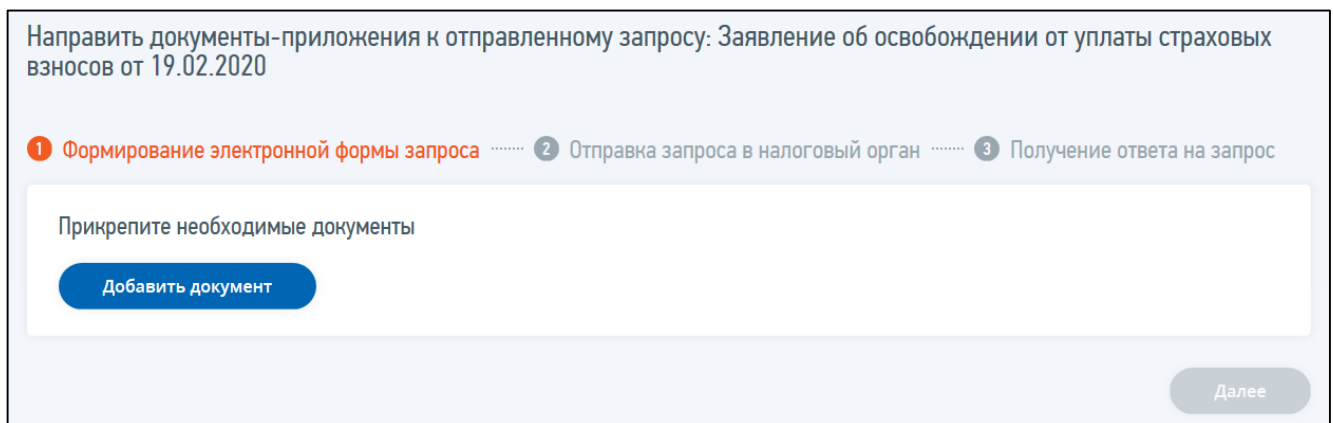 Направить документы-приложения к отправленному запросу: Заявление об освобождении от уплаты страховых
взносов от 19.02.2020
1 Формирование электронной формы запроса 2 Отправка запроса в налоговый орган 3 Получение ответа на запрос
Прикрепите необходимые документы
Добавить документ
Далее